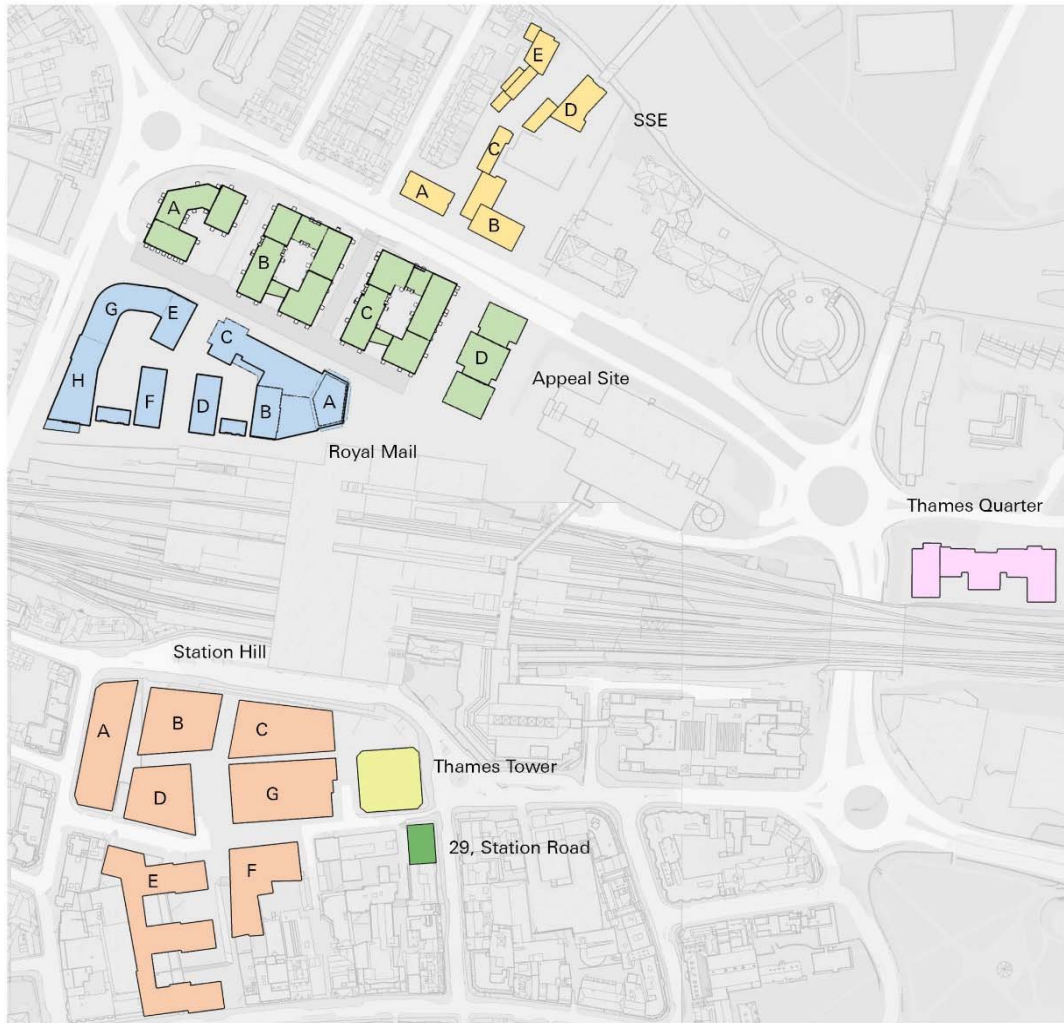 E
D
SSE
C
A
B
A
B
C
D
Appeal Site
G
E
C
H
F
D
B
A
Royal Mail
Thames Quarter
Station Hill
A
B
C
D
G
Thames Tower
29, Station Road
E
F